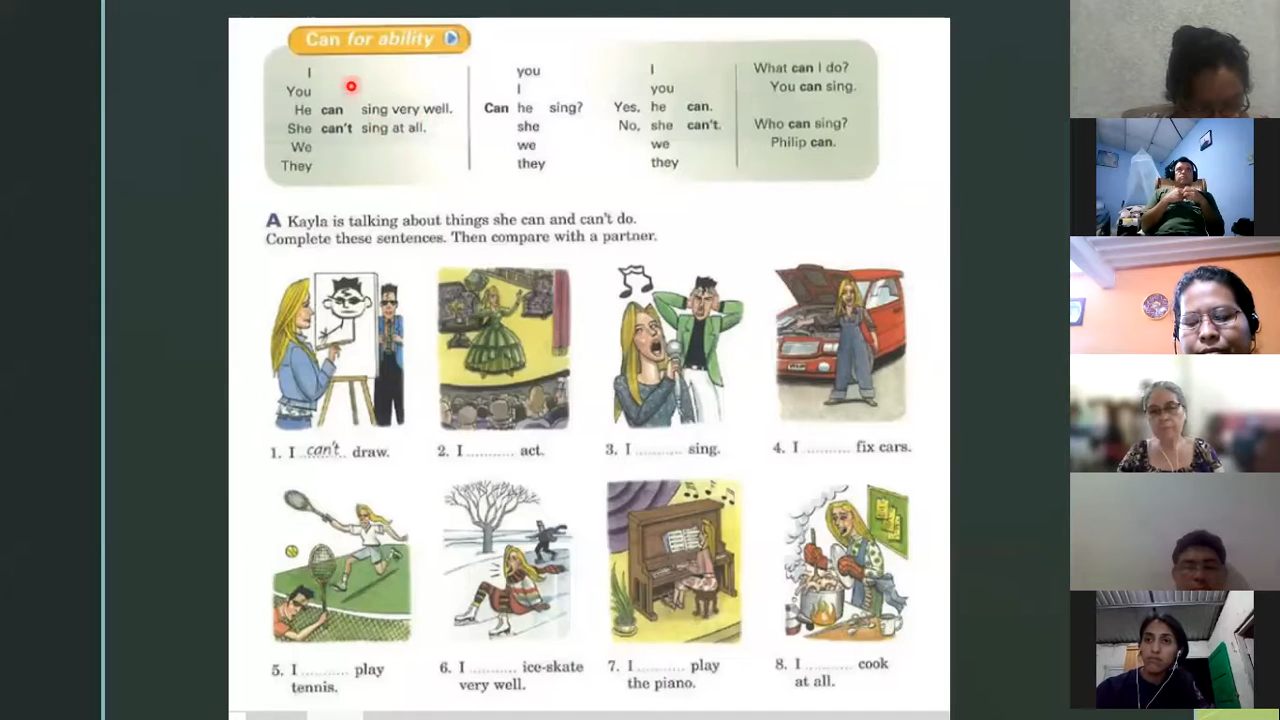 Can for ability
I
You
He can sing very well.
She can't sing at all.
We
They
you
I
Can he sing?
she
we
they
I
you
Yes, he can.
No, she can't.
we
they
What can I do?
You can sing.
Who can sing?
Philip can.
A Kayla is talking about things she can and can't do.
Complete these sentences. Then compare with a partner.
1. I can't draw.
2. I .......... act.
3. I .......... sing.
4. I .......... fix cars.
5. I .......... play
tennis.
6. I .......... ice-skate
very well.
7. I .......... play
the piano.
8. I .......... cook
at all.